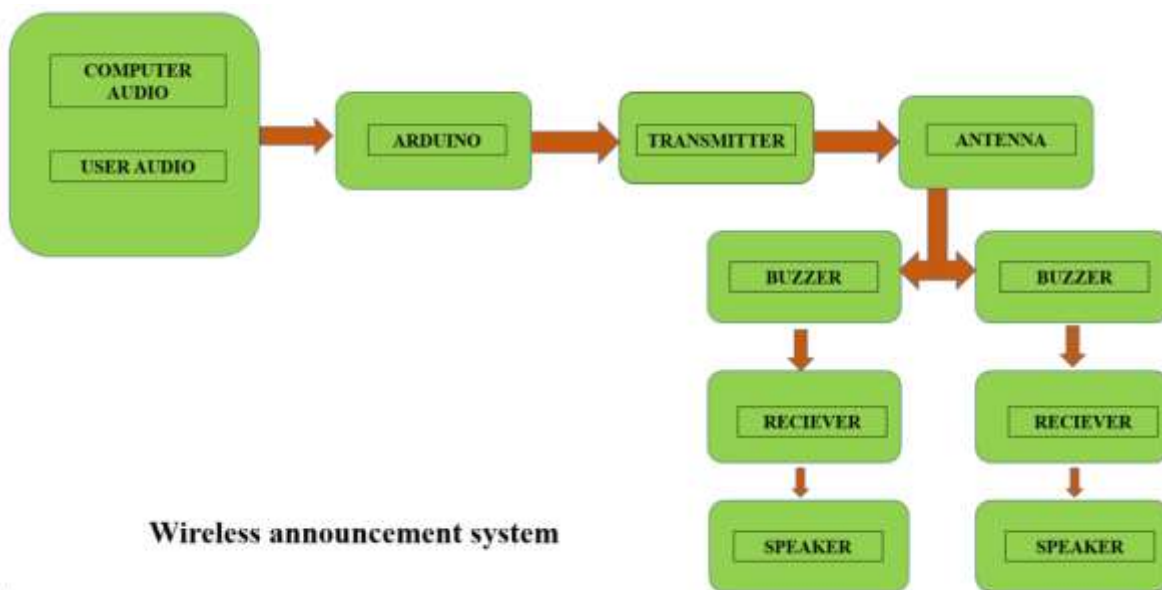 COMPUTER
AUDIO
USER AUDIO
ARDUINO
TRANSMITTER
ANTENNA
BUZZER
BUZZER
RECIEVER
RECIEVER
SPEAKER
SPEAKER
Wireless announcement system